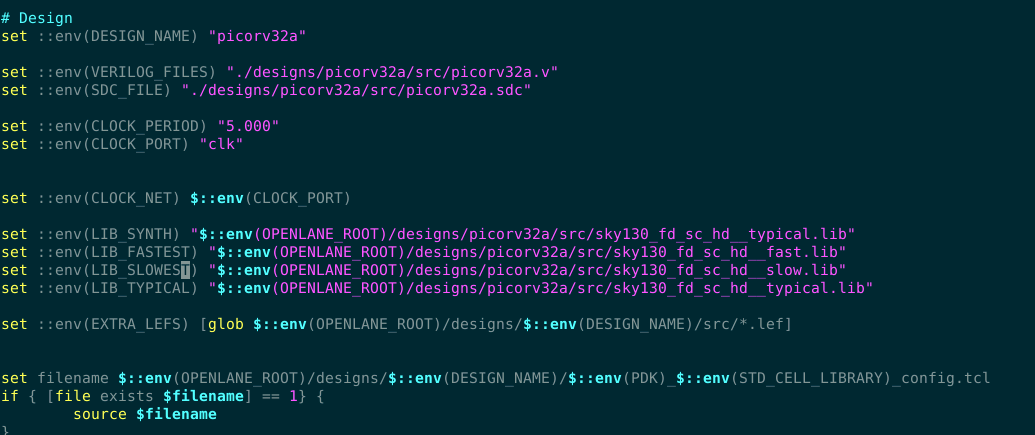 # Design
set ::env(DESIGN_NAME) "picorv32a"
set ::env(VERILOG_FILES) "./designs/picorv32a/src/picorv32a.v"
set ::env(SDC_FILE) "./designs/picorv32a/src/picorv32a.sdc"
set ::env(CLOCK_PERIOD) "5.000"
set ::env(CLOCK_PORT) "clk"
set ::env(CLOCK_NET) $::env(CLOCK_PORT)
set ::env(LIB_SYNTH) "$::env(OPENLANE_ROOT)/designs/picorv32a/src/sky130_fd_sc_hd__typical.lib"
set ::env(LIB_FASTEST) "$::env(OPENLANE_ROOT)/designs/picorv32a/src/sky130_fd_sc_hd__fast.lib"
set ::env(LIB_SLOWEST) "$::env(OPENLANE_ROOT)/designs/picorv32a/src/sky130_fd_sc_hd__slow.lib"
set ::env(LIB_TYPICAL) "$::env(OPENLANE_ROOT)/designs/picorv32a/src/sky130_fd_sc_hd__typical.lib"
set ::env(EXTRA_LEFS) [glob $::env(OPENLANE_ROOT)/designs/$::env(DESIGN_NAME)/src/*.lef]
set filename $::env(OPENLANE_ROOT)/designs/$::env(DESIGN_NAME)/$::env(PDK)_$::env(STD_CELL_LIBRARY)_config.tcl
if { [file exists $filename] == 1} {
        source $filename
}